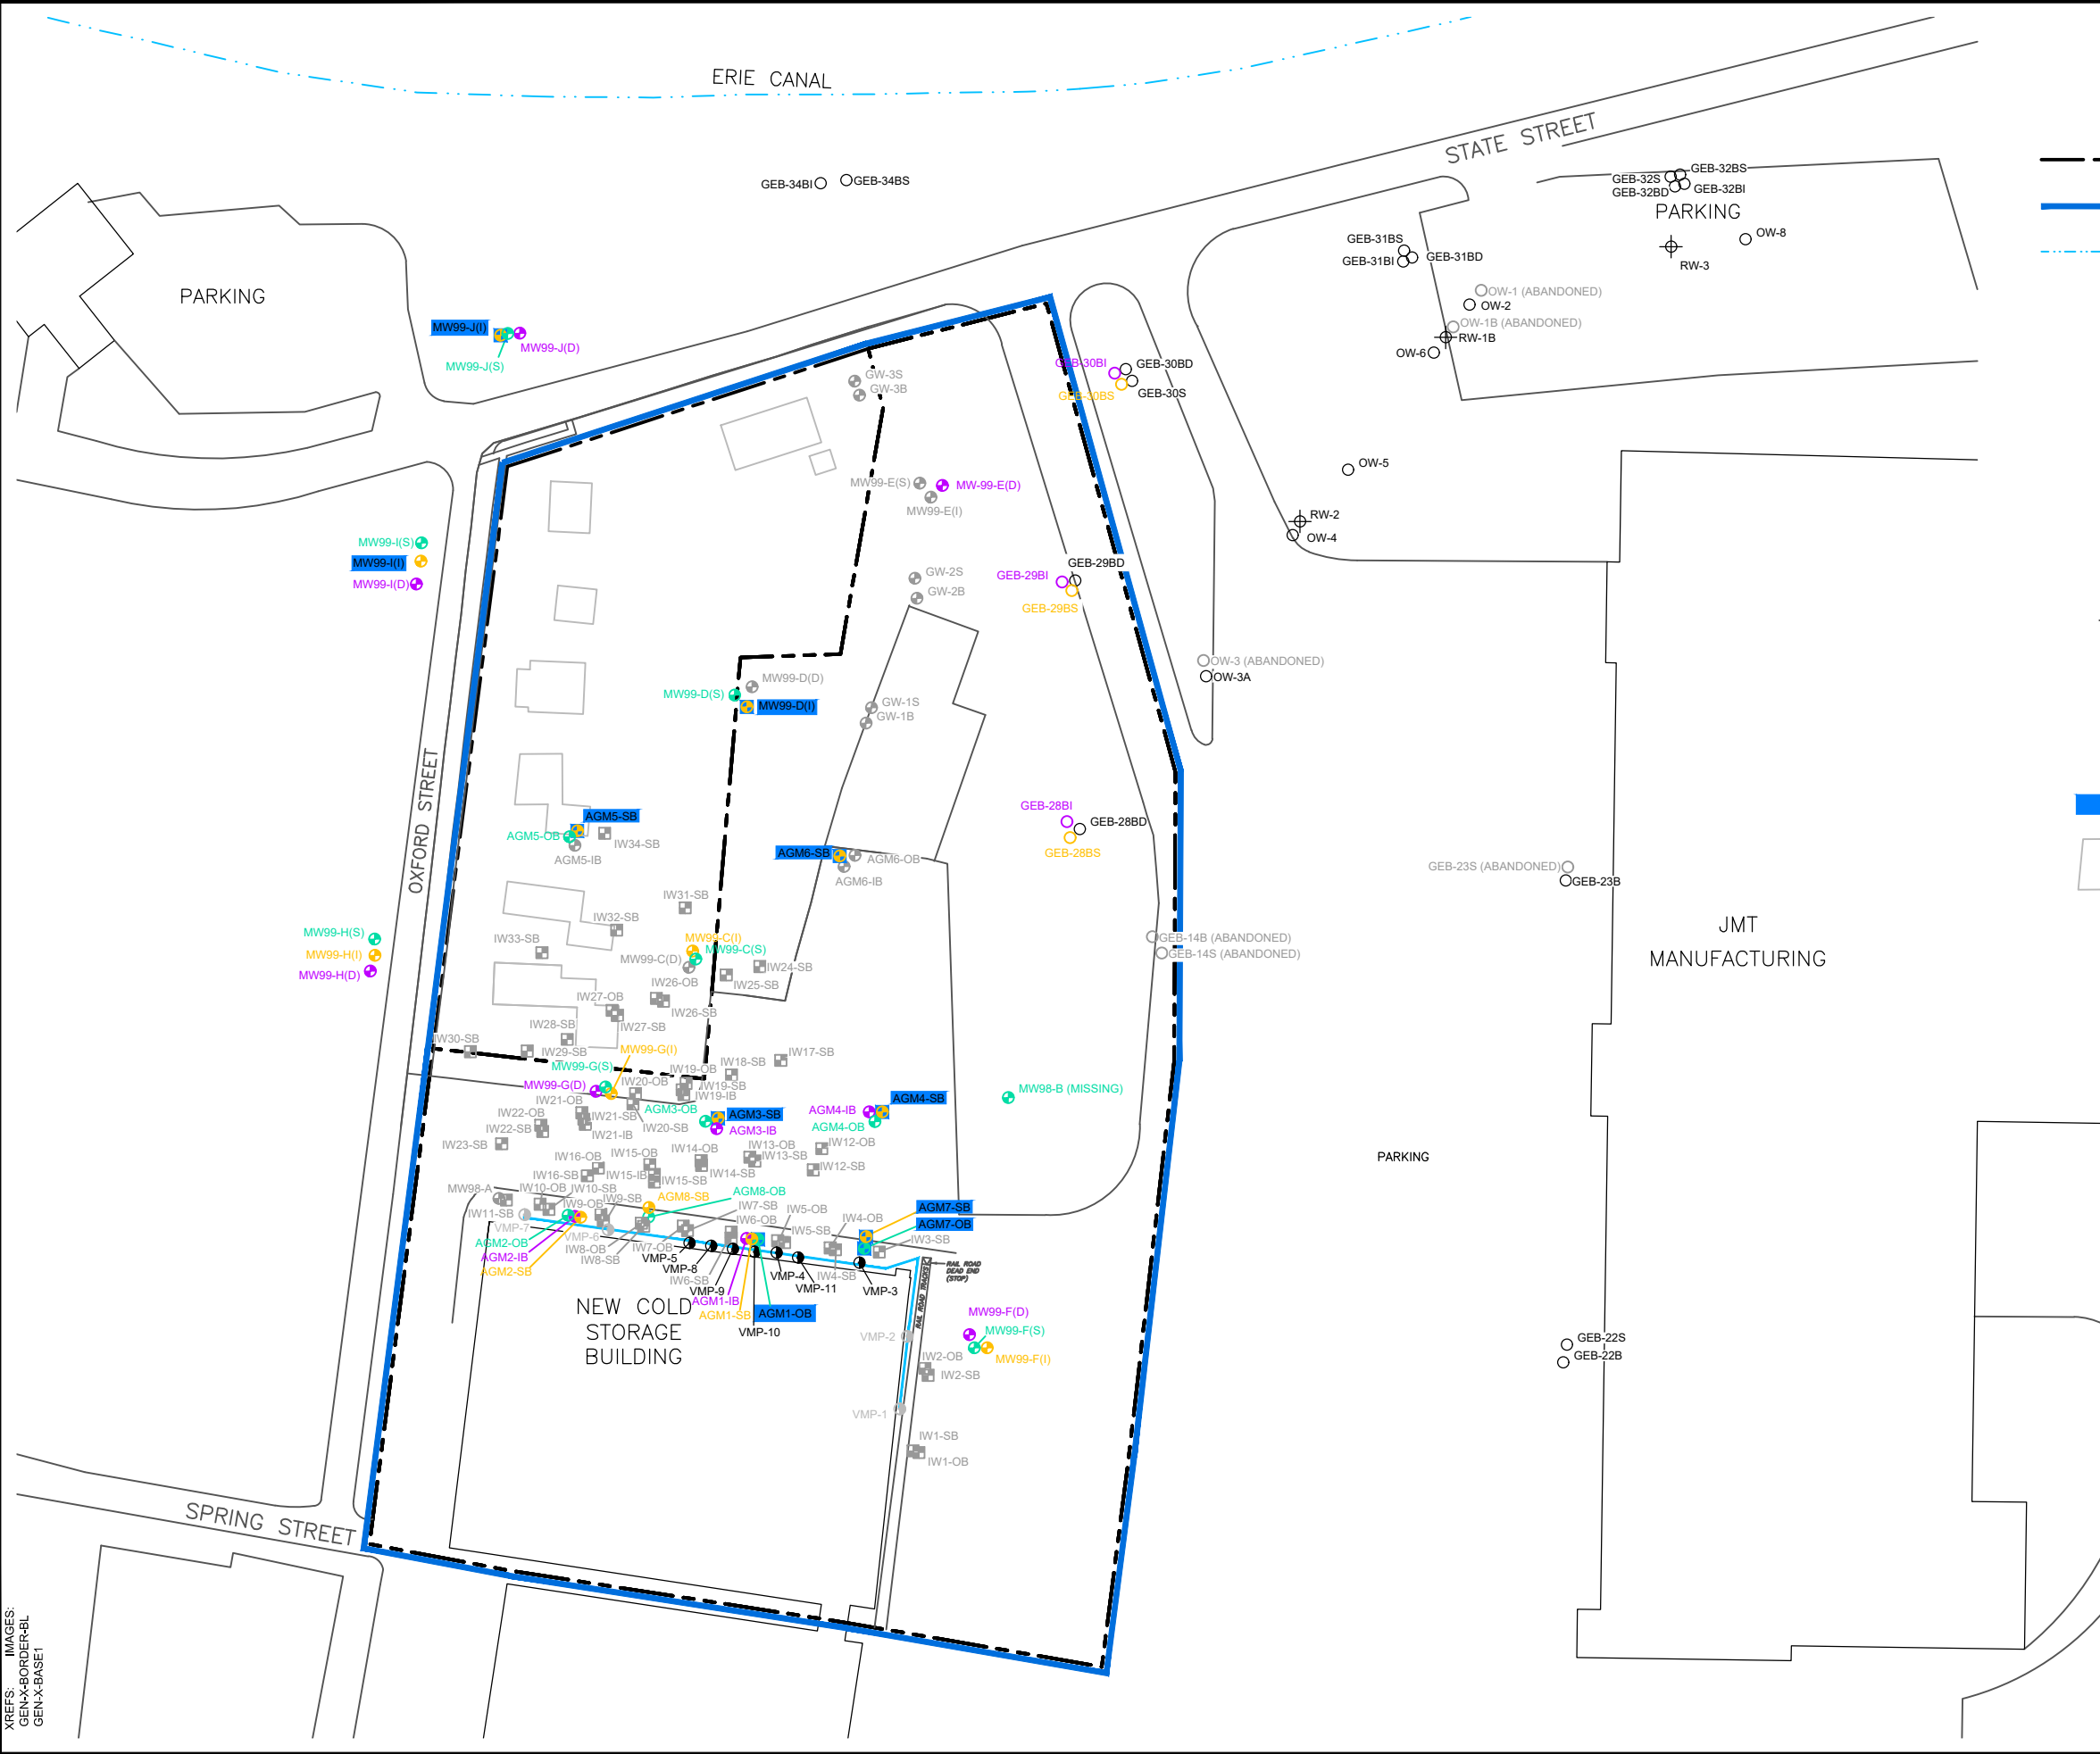 ERIE CANAL
STATE STREET
GEB-34BI
GEB-34BS
GEB-32S
GEB-32BS
GEB-32BD
GEB-32BI
PARKING
OW-8
RW-3
GEB-31BS
GEB-31BI
GEB-31BD
OW-1 (ABANDONED)
OW-2
OW-1B (ABANDONED)
RW-1B
OW-6
PARKING
MW99-J(I)
MW99-J(D)
MW99-J(S)
GW-3S
GW-3B
GEB-30BI
GEB-30BD
GEB-30BS
GEB-30S
OW-5
RW-2
OW-4
MW99-E(S)
MW-99-E(D)
MW99-E(I)
MW99-I(S)
MW99-I(I)
MW99-I(D)
GW-2S
GW-2B
GEB-29BD
GEB-29BI
GEB-29BS
OW-3 (ABANDONED)
OW-3A
MW99-D(D)
MW99-D(S)
MW99-D(I)
GW-1S
GW-1B
OXFORD STREET
AGM5-SB
AGM5-OB
IW34-SB
AGM5-IB
AGM6-SB
AGM6-OB
AGM6-IB
GEB-28BI
GEB-28BD
GEB-28BS
GEB-23S (ABANDONED)
GEB-23B
JMT
MANUFACTURING
IW31-SB
IW32-SB
IW33-SB
MW99-H(S)
MW99-H(I)
MW99-H(D)
MW99-C(I)
MW99-C(S)
MW99-C(D)
IW24-SB
IW25-SB
GEB-14B (ABANDONED)
GEB-14S (ABANDONED)
IW26-OB
IW26-SB
IW27-OB
IW27-SB
IW28-SB
IW29-SB
IW30-SB
MW99-G(I)
MW99-G(S)
MW99-G(D)
IW17-SB
IW18-SB
IW19-OB
IW19-SB
IW19-IB
IW20-OB
IW20-SB
IW21-OB
IW21-SB
IW21-IB
IW22-OB
IW22-SB
IW23-SB
AGM3-OB
AGM3-SB
AGM3-IB
AGM4-SB
AGM4-IB
AGM4-OB
MW98-B (MISSING)
PARKING
IW12-OB
IW12-SB
IW13-OB
IW13-SB
IW14-OB
IW14-SB
IW15-OB
IW15-IB
IW15-SB
IW16-OB
IW16-SB
MW98-A
IW10-OB
IW10-SB
IW9-SB
IW9-OB
IW11-SB
AGM8-SB
AGM8-OB
IW7-SB
IW6-OB
IW5-OB
IW5-SB
IW4-OB
AGM7-SB
AGM7-OB
IW3-SB
VMP-7
VMP-6
AGM2-OB
AGM2-IB
AGM2-SB
IW8-OB
IW8-SB
IW7-OB
VMP-5
VMP-8
IW6-SB
VMP-9
VMP-4
VMP-11
IW4-SB
VMP-3
AGM1-IB
AGM1-SB
AGM1-OB
VMP-10
RAIL ROAD
DEAD END
(STOP)
RAIL ROAD TRACKS
NEW COLD
STORAGE
BUILDING
MW99-F(D)
MW99-F(S)
MW99-F(I)
VMP-2
IW2-OB
IW2-SB
VMP-1
IW1-SB
IW1-OB
GEB-22S
GEB-22B
SPRING STREET
XREFS:
IMAGES:
GEN-X-BORDER-BL
GEN-X-BASE1